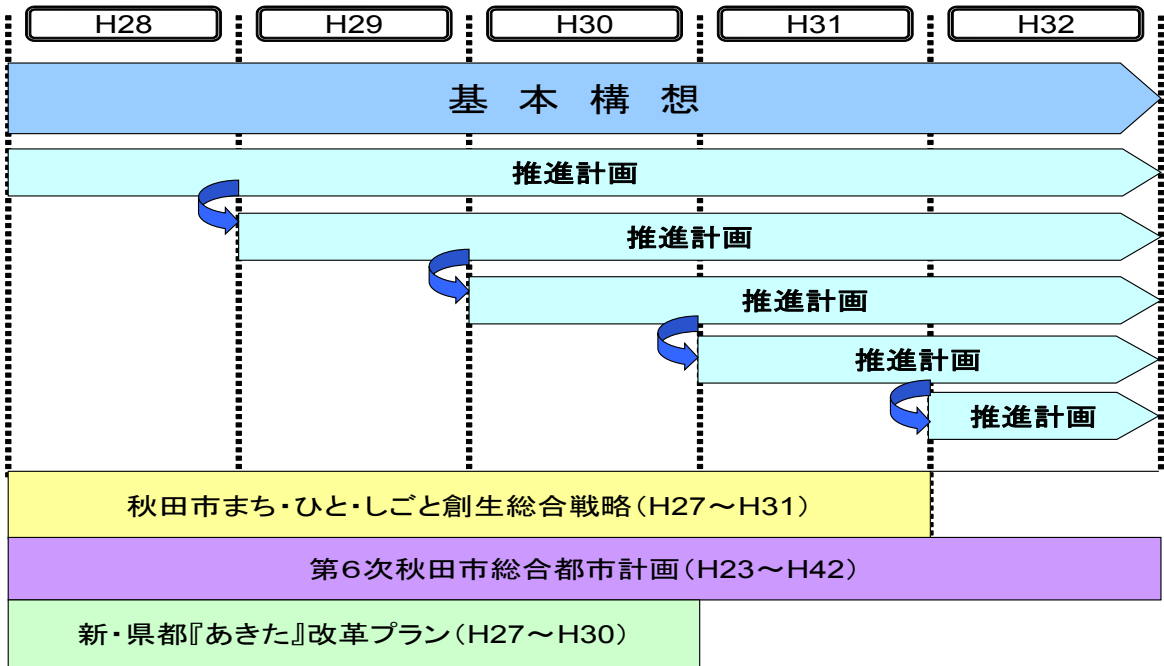 H28
H29
H30
H31
H32
基本構想
推進計画
推進計画
推進計画
推進計画
推進計画
秋田市まち・ひと・しごと創生総合戦略(H27~H31)
第6次秋田市総合都市計画(H23~H42)
新・県都『あきた』改革プラン(H27~H30)